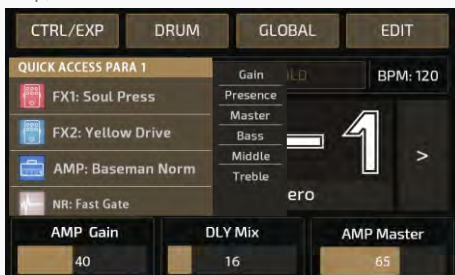 CTRL/EXP DRUM GLOBAL EDIT
QUICK ACCESS PARA 1
BPM: 120
FX1: Soul Press
FX2: Yellow Drive
AMP: Baseman Norm
NR: Fast Gate
Gain
Presence
Master
Bass
Middle
Treble
- 1
>
ero
AMP Gain DLY Mix AMP Master
40 16 65